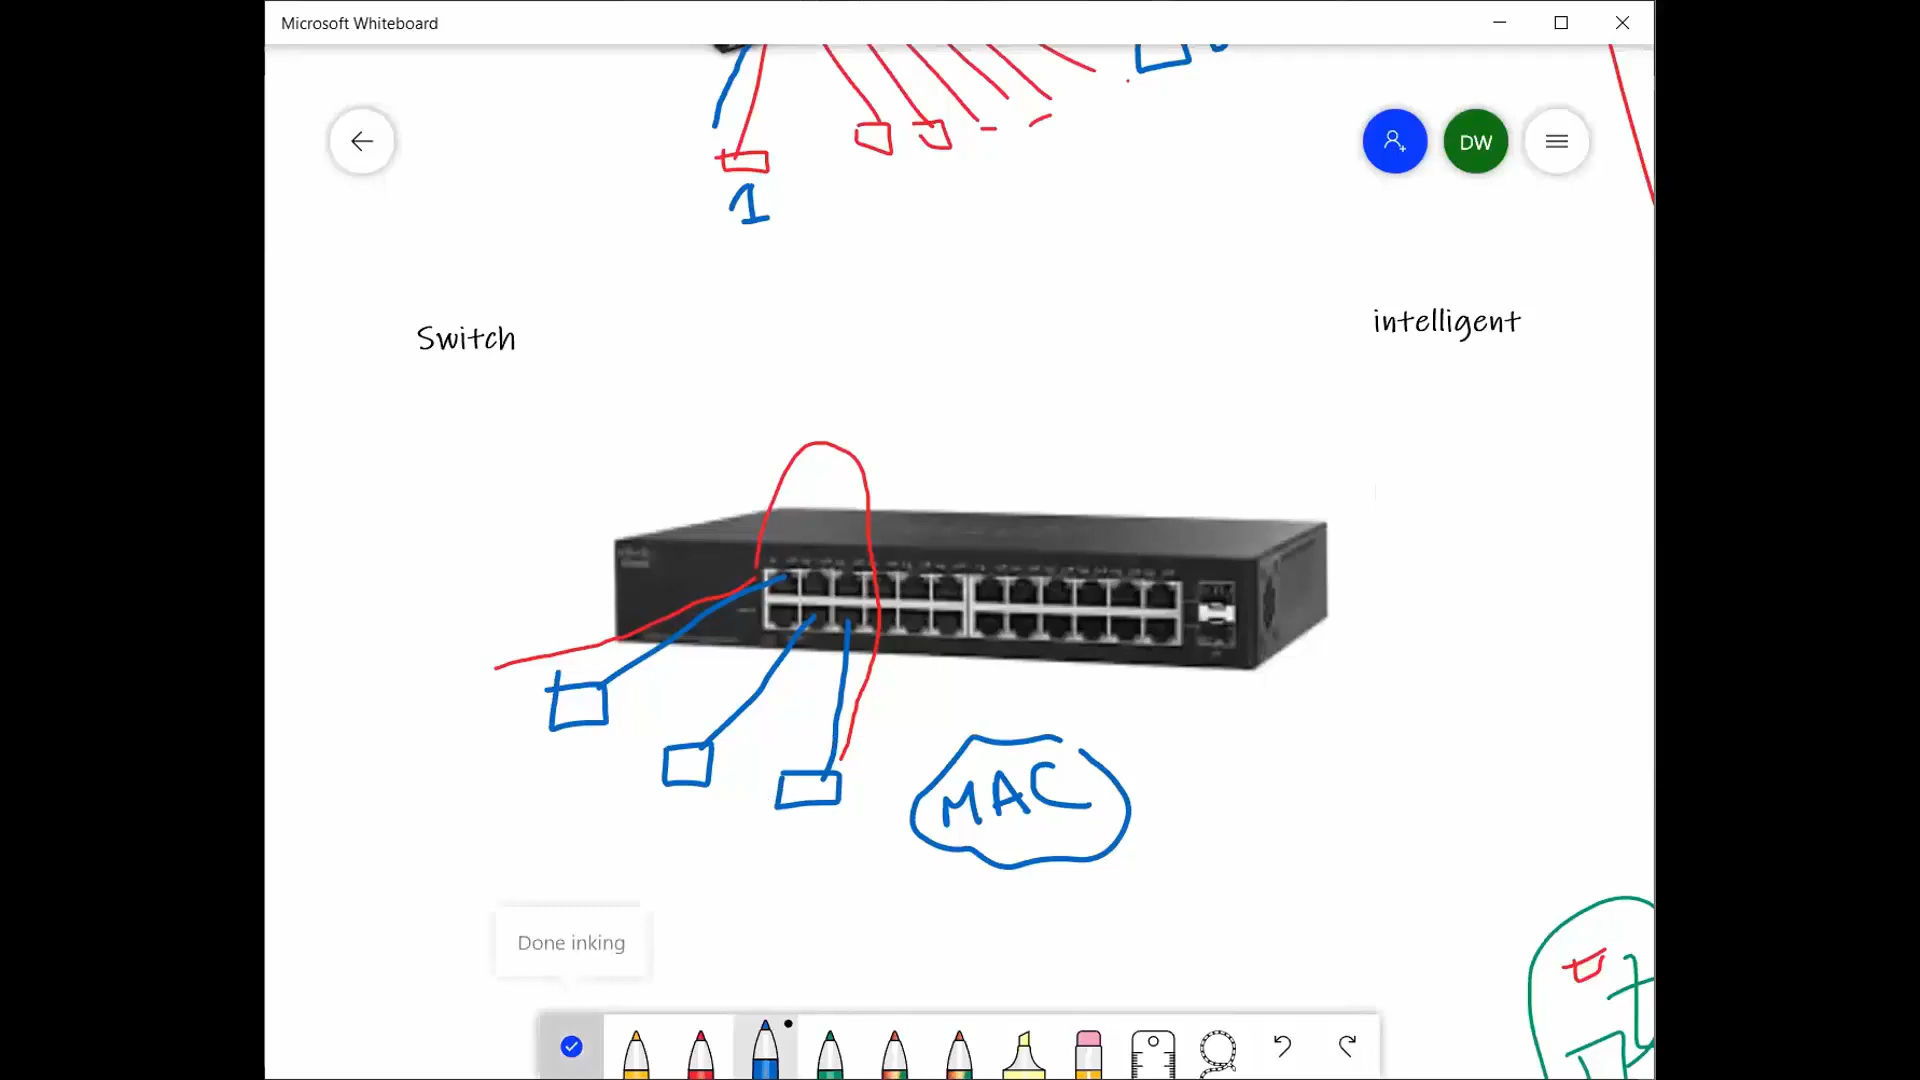 Microsoft Whiteboard
DW
1
Switch
intelligent
MAC
Done inking